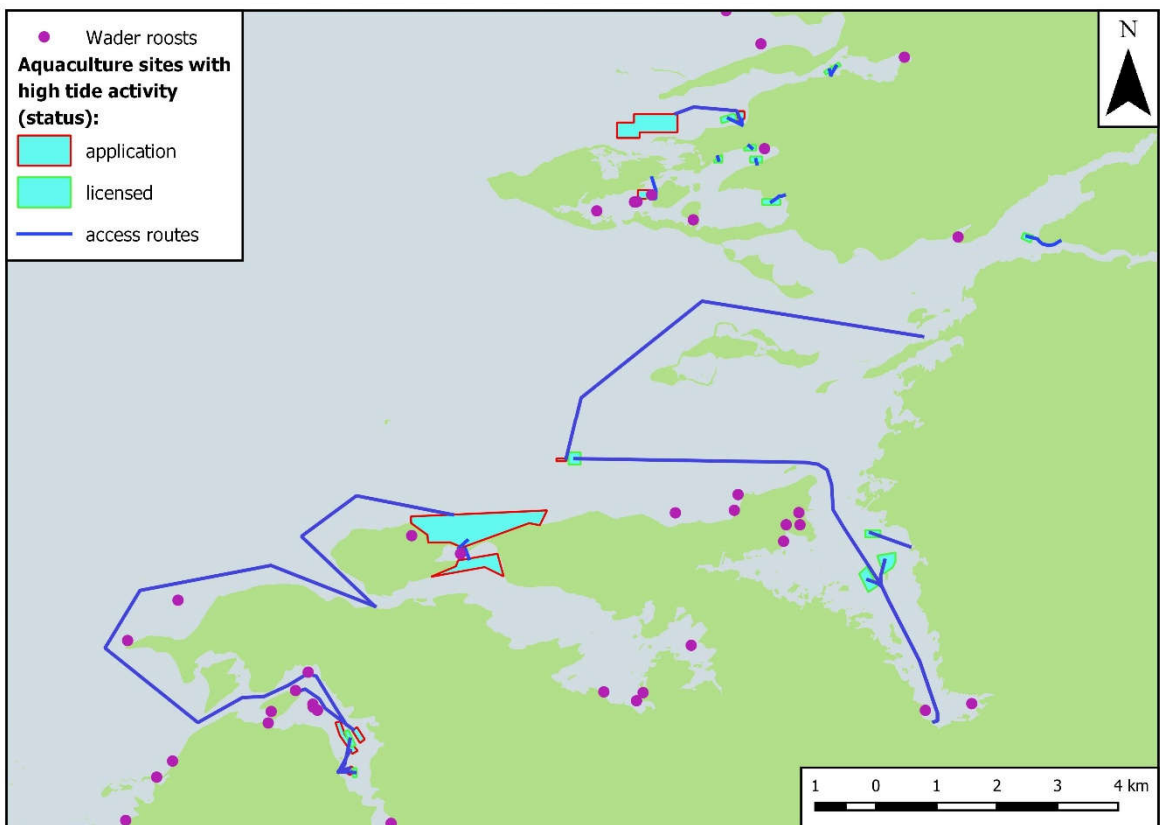 Wader roosts
Aquaculture sites with
high tide activity
(status):
application
licensed
access routes
N
1 0 1 2 3 4 km